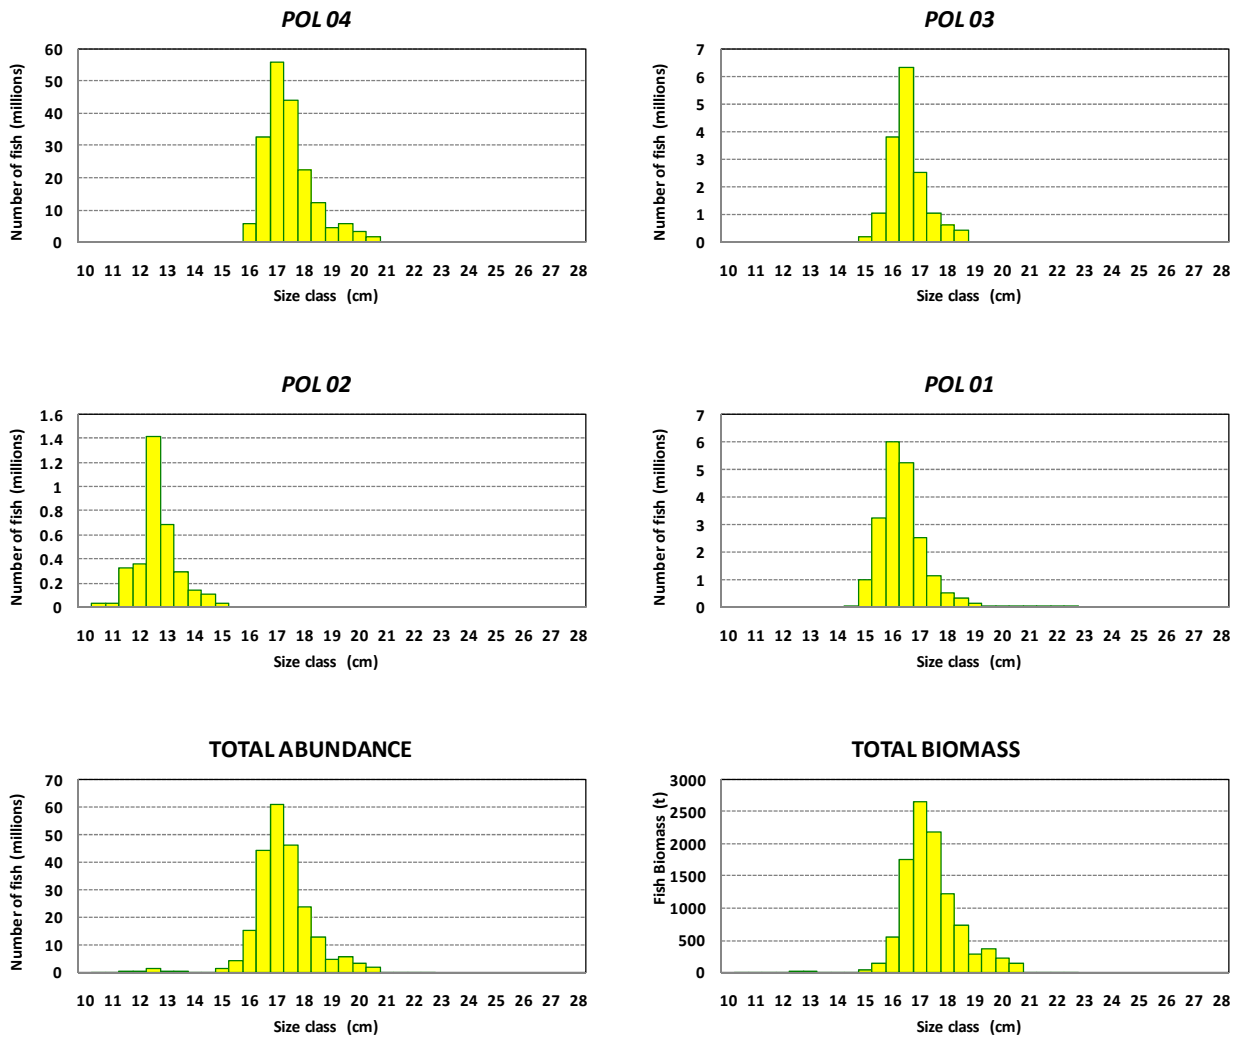 POL 04
Number of fish (millions)
60
50
40
30
20
10
0
10 11 12 13 14 15 16 17 18 19 20 21 22 23 24 25 26 27 28
Size class (cm)
POL 03
Number of fish (millions)
7
6
5
4
3
2
1
0
10 11 12 13 14 15 16 17 18 19 20 21 22 23 24 25 26 27 28
Size class (cm)
POL 02
Number of fish (millions)
1.6
1.4
1.2
1
0.8
0.6
0.4
0.2
0
10 11 12 13 14 15 16 17 18 19 20 21 22 23 24 25 26 27 28
Size class (cm)
POL 01
Number of fish (millions)
7
6
5
4
3
2
1
0
10 11 12 13 14 15 16 17 18 19 20 21 22 23 24 25 26 27 28
Size class (cm)
TOTAL ABUNDANCE
Number of fish (millions)
70
60
50
40
30
20
10
0
10 11 12 13 14 15 16 17 18 19 20 21 22 23 24 25 26 27 28
Size class (cm)
TOTAL BIOMASS
Fish Biomass (t)
3000
2500
2000
1500
1000
500
0
10 11 12 13 14 15 16 17 18 19 20 21 22 23 24 25 26 27 28
Size class (cm)